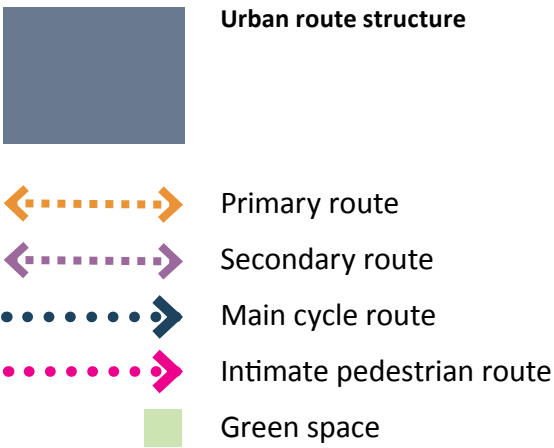 Urban route structure
Primary route
Secondary route
Main cycle route
Intimate pedestrian route
Green space